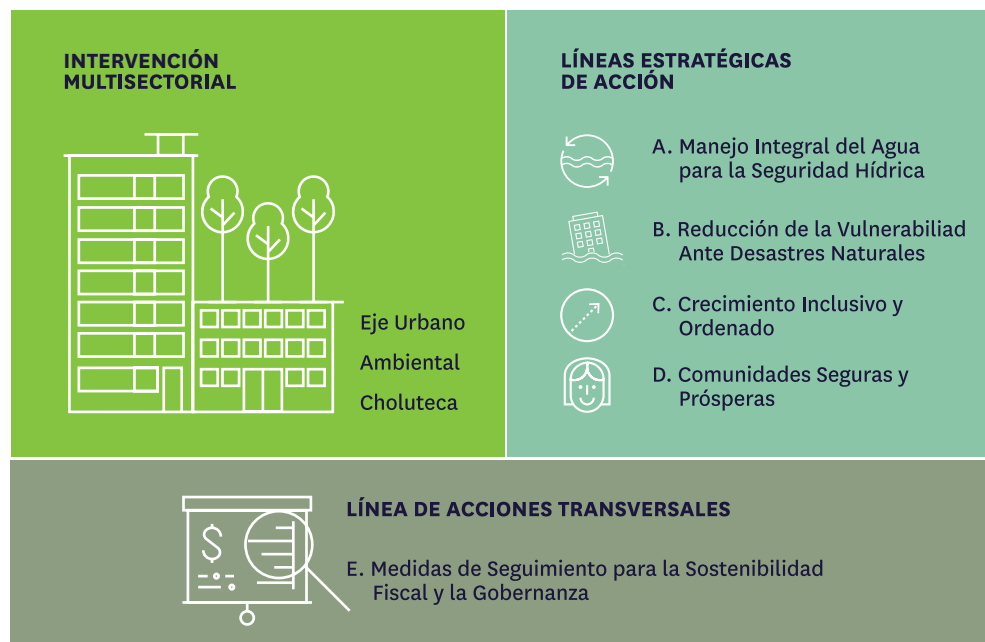 INTERVENCIÓN
MULTISECTORIAL
Eje Urbano
Ambiental
Choluteca
LÍNEAS ESTRATÉGICAS
DE ACCIÓN
A. Manejo Integral del Agua
para la Seguridad Hídrica
B. Reducción de la Vulnerabiliad
Ante Desastres Naturales
C. Crecimiento Inclusivo y
Ordenado
D. Comunidades Seguras y
Prósperas
LÍNEA DE ACCIONES TRANSVERSALES
$
E. Medidas de Seguimiento para la Sostenibilidad
Fiscal y la Gobernanza